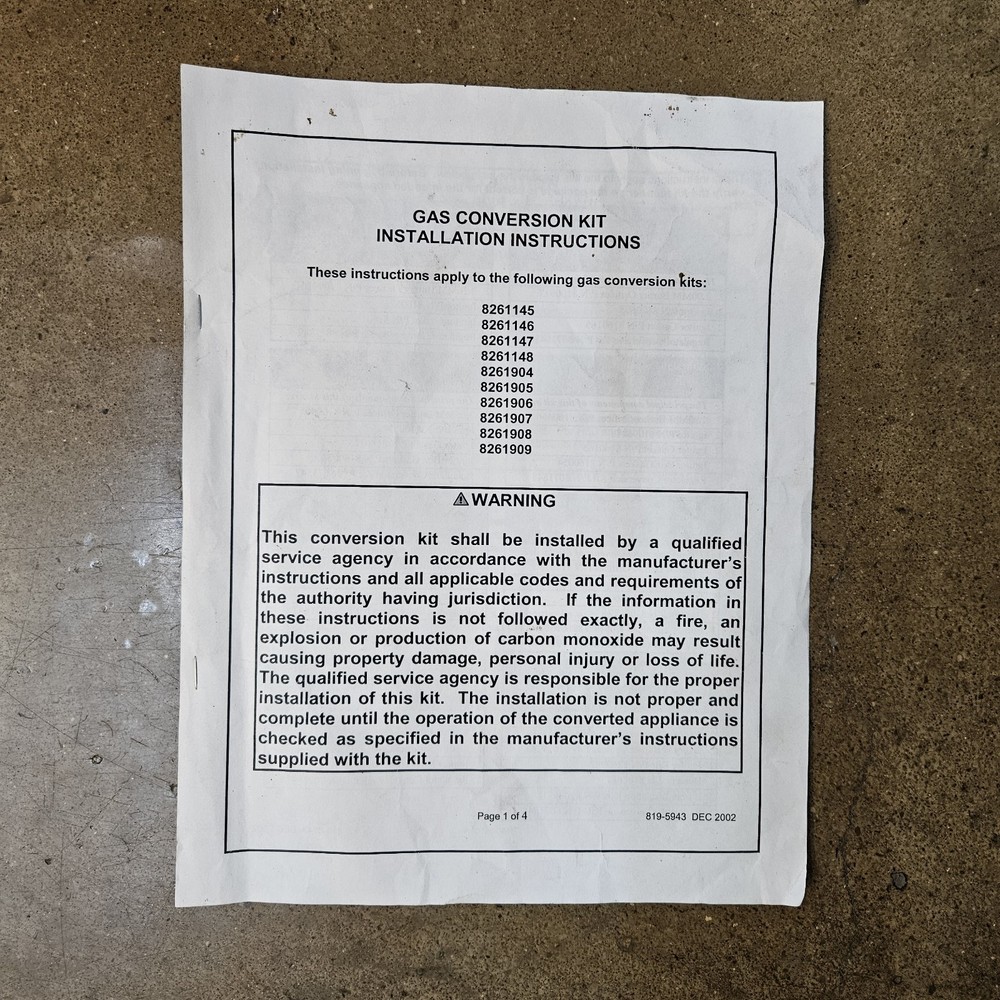 GAS CONVERSION KIT
INSTALLATION INSTRUCTIONS
These instructions apply to the following gas conversion kits:
8261145
8261146
8261147
8261148
8261904
8261905
8261906
8261907
8261908
8261909
⚠WARNING
This conversion kit shall be installed by a qualified
service agency in accordance with the manufacturer's
instructions and all applicable codes and requirements of
the authority having jurisdiction. If the information in
these instructions is not followed exactly, a fire, an
explosion or production of carbon monoxide may result
causing property damage, personal injury or loss of life.
The qualified service agency is responsible for the proper
installation of this kit. The installation is not proper and
complete until the operation of the converted appliance is
checked as specified in the manufacturer's instructions
supplied with the kit.
Page 1 of 4
819-5943 DEC 2002